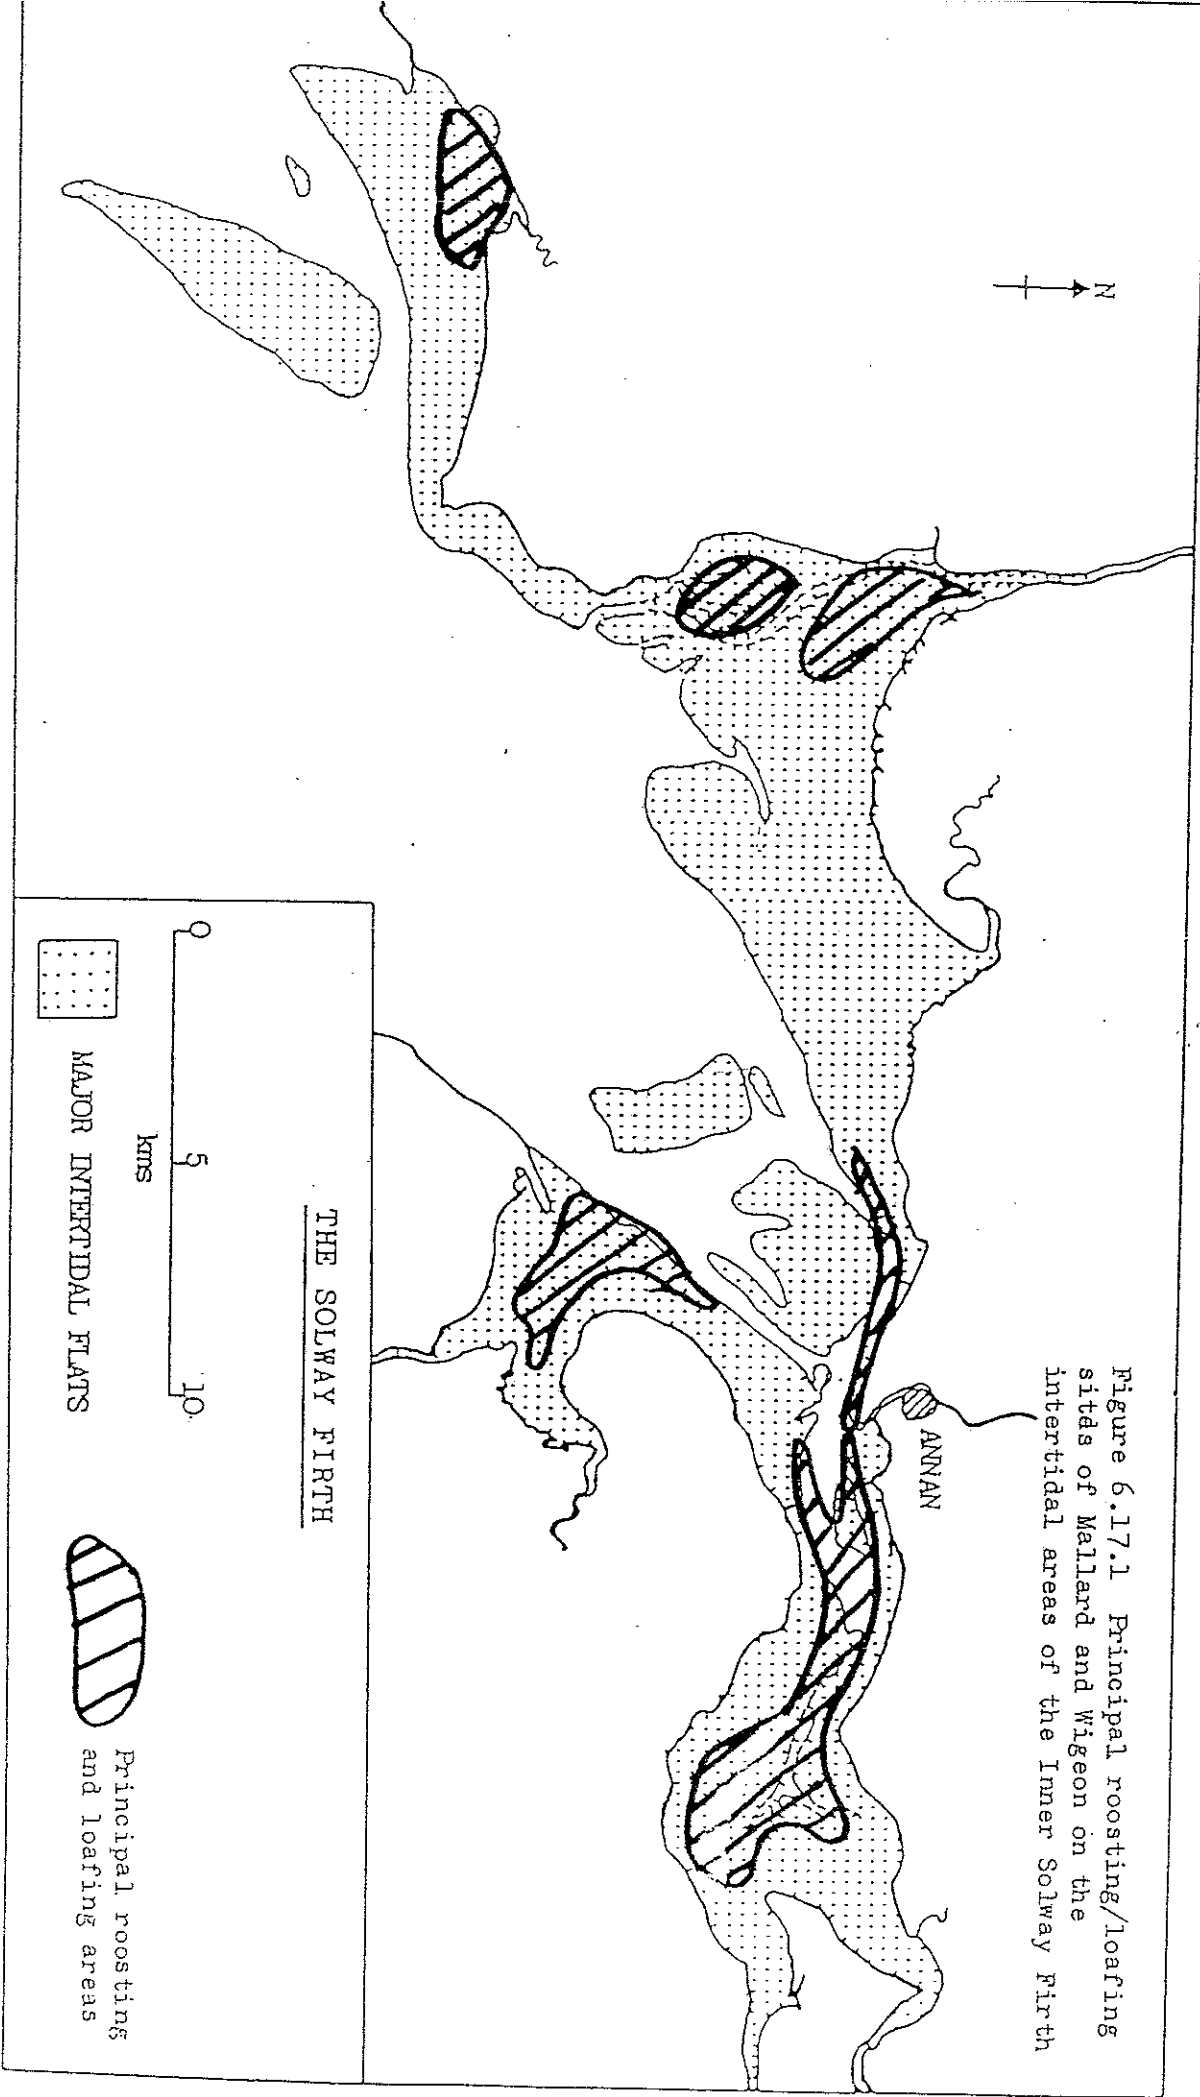 Figure 6.17.1 Principal roosting/loafing
sitds of Mallard and Wigeon on the
intertidal areas of the Inner Solway Firth
N
ANNAN
THE SOLWAY FIRTH
0 5 10
kms
MAJOR INTERTIDAL FLATS
Principal roosting
and loafing areas